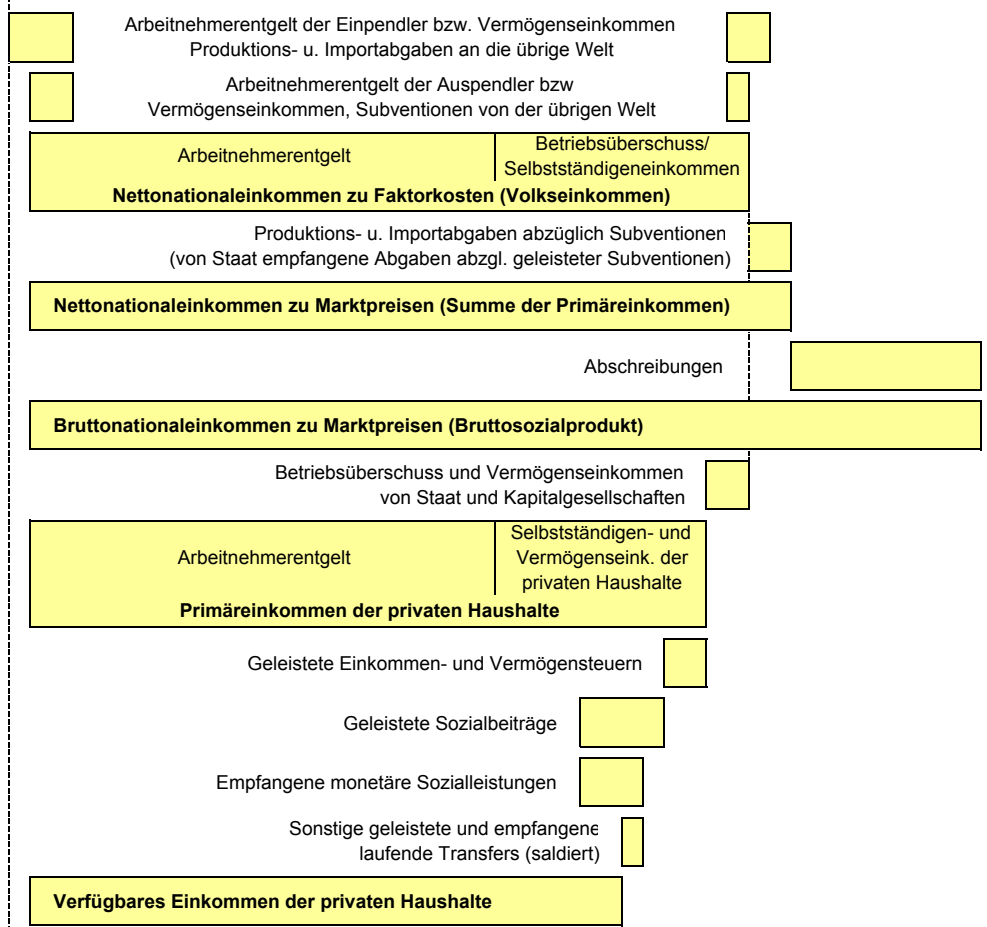 Arbeitnehmerentgelt der Einpendler bzw. Vermögenseinkommen
Produktions- u. Importabgaben an die übrige Welt
Arbeitnehmerentgelt der Auspendler bzw
Vermögenseinkommen, Subventionen von der übrigen Welt
Arbeitnehmerentgelt
Betriebsüberschuss/
Selbstständigeneinkommen
Nettonationaleinkommen zu Faktorkosten (Volkseinkommen)
Produktions- u. Importabgaben abzüglich Subventionen
(von Staat empfangene Abgaben abzgl. geleisteter Subventionen)
Nettonationaleinkommen zu Marktpreisen (Summe der Primäreinkommen)
Abschreibungen
Bruttonationaleinkommen zu Marktpreisen (Bruttosozialprodukt)
Betriebsüberschuss und Vermögenseinkommen
von Staat und Kapitalgesellschaften
Arbeitnehmerentgelt
Selbstständigen- und
Vermögenseink. der
privaten Haushalte
Primäreinkommen der privaten Haushalte
Geleistete Einkommen- und Vermögensteuern
Geleistete Sozialbeiträge
Empfangene monetäre Sozialleistungen
Sonstige geleistete und empfangene
laufende Transfers (saldiert)
Verfügbares Einkommen der privaten Haushalte